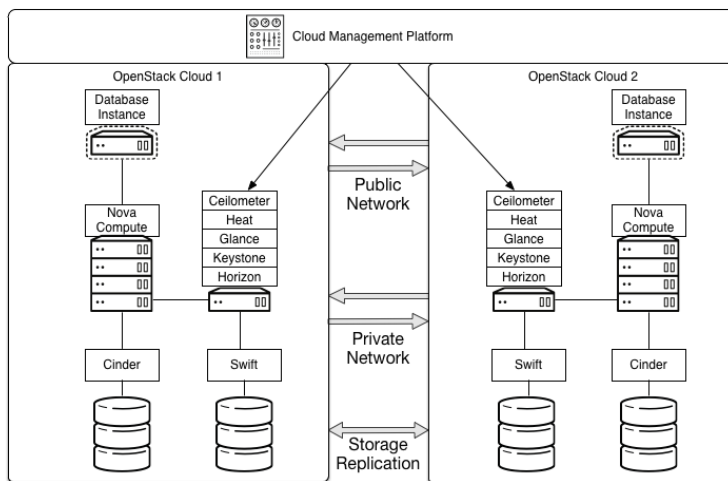 Cloud Management Platform
OpenStack Cloud 1
Database
Instance
Nova
Compute
Ceilometer
Heat
Glance
Keystone
Horizon
Cinder
Swift
Public
Network
Private
Network
Storage
Replication
OpenStack Cloud 2
Database
Instance
Ceilometer
Heat
Glance
Keystone
Horizon
Nova
Compute
Swift
Cinder